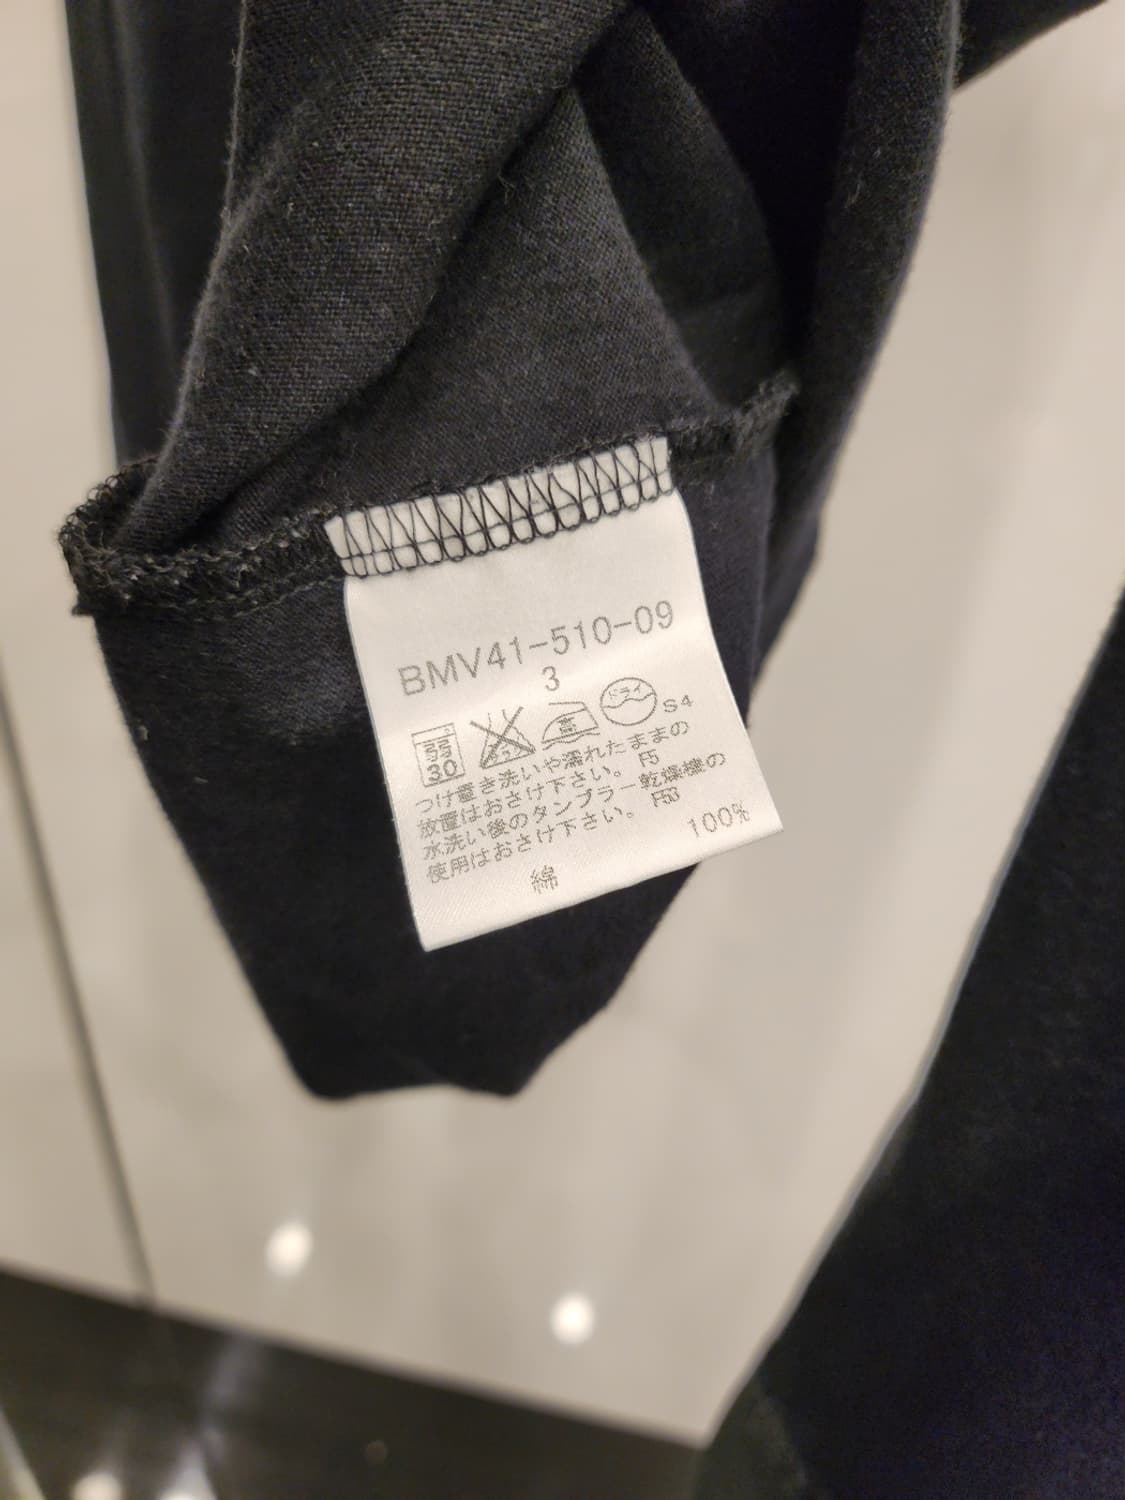 BMV41-510-09
3
弱
30
高
ドライ
S4
つけ置き洗いや濡れたままの
放置はおさけ下さい。 F5
水洗い後のタンブラー乾燥機の
使用はおさけ下さい。 F53
綿 100%